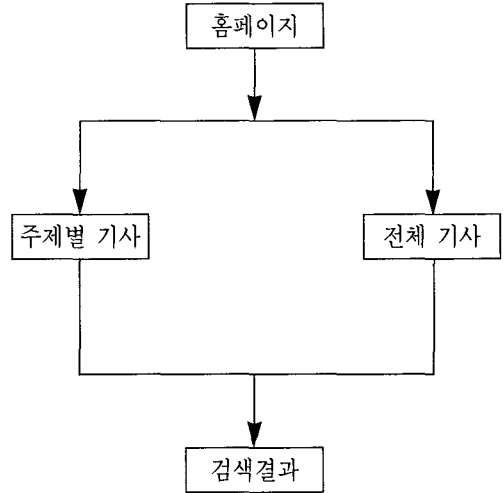 홈페이지
주제별 기사
전체 기사
검색결과